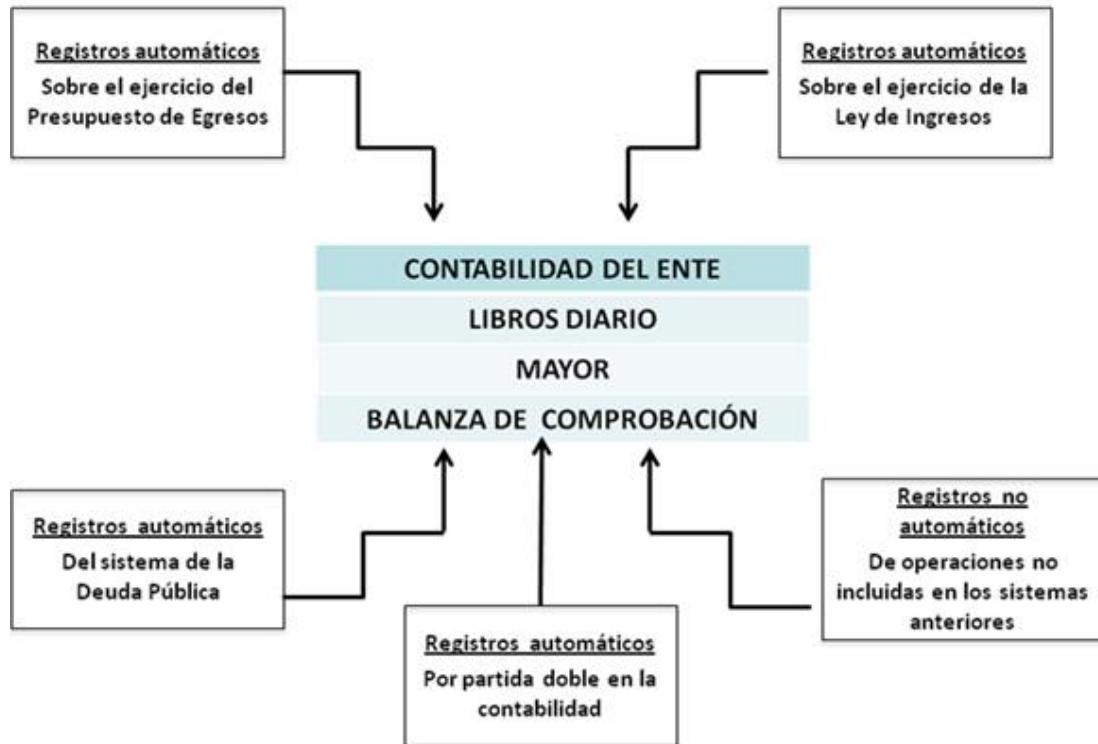 Registros automáticos
Sobre el ejercicio del
Presupuesto de Egresos
Registros automáticos
Sobre el ejercicio de la
Ley de Ingresos
CONTABILIDAD DEL ENTE
LIBROS DIARIO
MAYOR
BALANZA DE COMPROBACIÓN
Registros automáticos
Del sistema de la
Deuda Pública
Registros automáticos
Por partida doble en la
contabilidad
Registros no
automáticos
De operaciones no
incluidas en los sistemas
anteriores